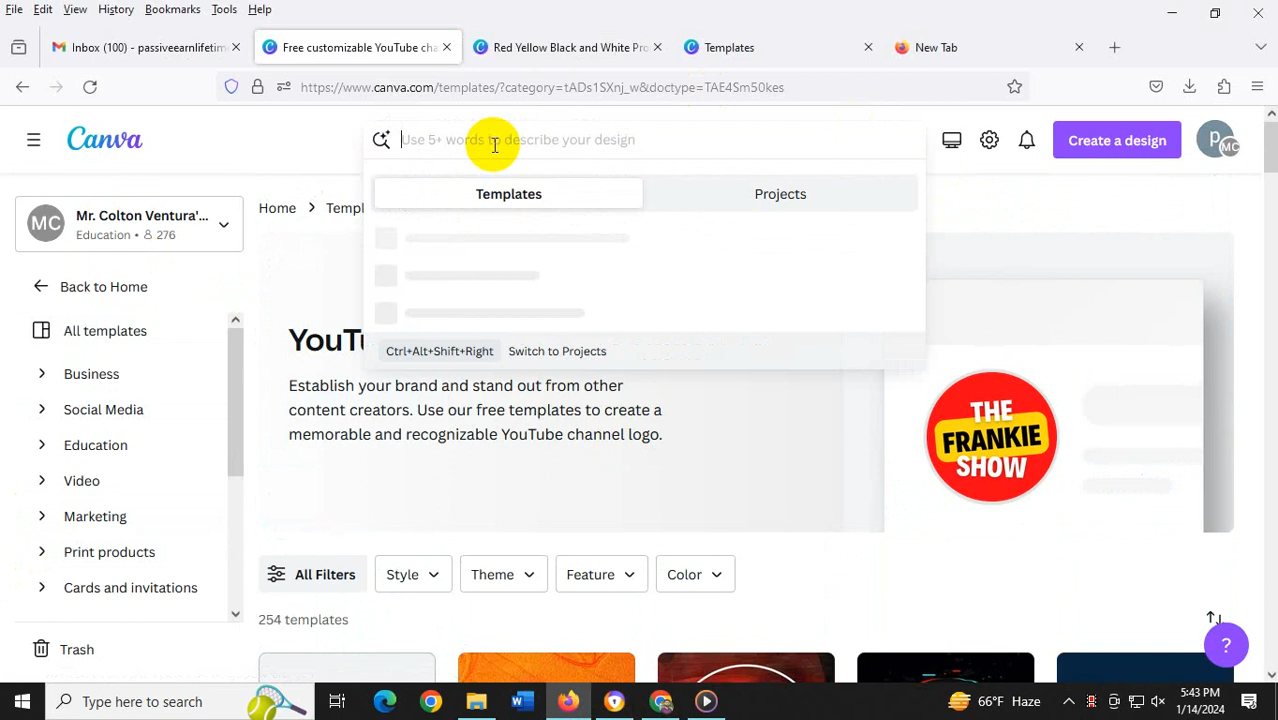 File Edit View History Bookmarks Tools Help
Inbox (100) - passiveearnlifetim
Free customizable YouTube cha
Red Yellow Black and White Pro
Templates
New Tab
https://www.canva.com/templates/?category=tADs1SXnj_w&doctype=TAE4Sm50kes
Canva
Use 5+ words to describe your design
Create a design
P
MC
Templates
Projects
Ctrl+Alt+Shift+Right Switch to Projects
MC
Mr. Colton Ventura'...
Education • 276
Back to Home
All templates
Business
Social Media
Education
Video
Marketing
Print products
Cards and invitations
Trash
Home > Templ
YouTu
Establish your brand and stand out from other
content creators. Use our free templates to create a
memorable and recognizable YouTube channel logo.
THE
FRANKIE
SHOW
All Filters
Style
Theme
Feature
Color
254 templates
?
Type here to search
66°F Haze
5:43 PM
1/14/2024